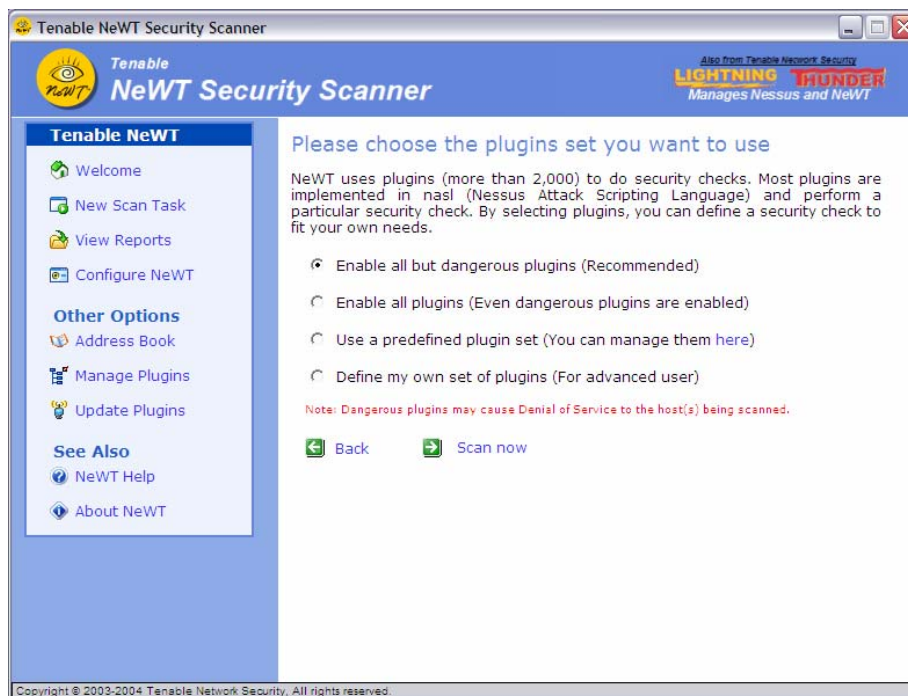 Tenable NeWT Security Scanner
Tenable
NeWT Security Scanner
NeWT
Also from Tenable Network Security
LIGHTNING THUNDER
Manages Nessus and NeWT
Tenable NeWT
Welcome
New Scan Task
View Reports
Configure NeWT
Other Options
Address Book
Manage Plugins
Update Plugins
See Also
NeWT Help
About NeWT
Please choose the plugins set you want to use
NeWT uses plugins (more than 2,000) to do security checks. Most plugins are
implemented in nasl (Nessus Attack Scripting Language) and perform a
particular security check. By selecting plugins, you can define a security check to
fit your own needs.
Enable all but dangerous plugins (Recommended)
Enable all plugins (Even dangerous plugins are enabled)
Use a predefined plugin set (You can manage them here)
Define my own set of plugins (For advanced user)
Note: Dangerous plugins may cause Denial of Service to the host(s) being scanned.
Back
Scan now
Copyright © 2003-2004 Tenable Network Security, All rights reserved.